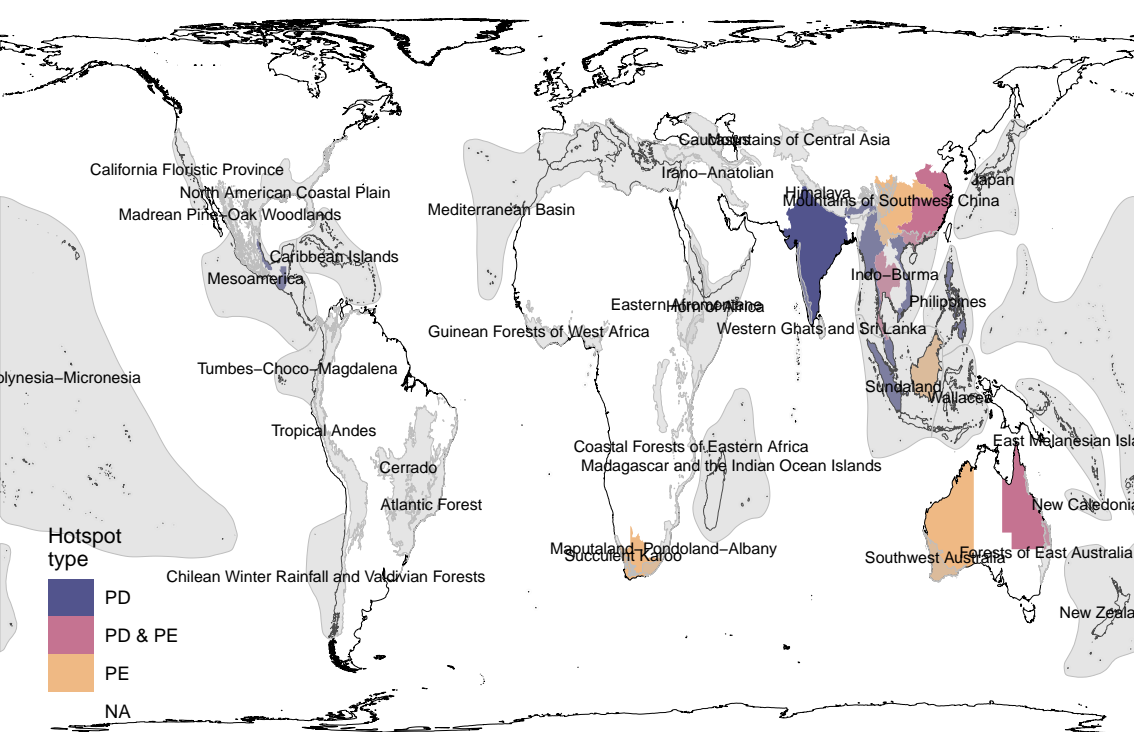 Caucasus
Mountains of Central Asia
California Floristic Province
Irano−Anatolian
Japan
North American Coastal Plain
Himalaya
Mountains of Southwest China
Mediterranean Basin
Madrean Pine−Oak Woodlands
Caribbean Islands
Mesoamerica
Indo−Burma
Eastern Afromontane
Horn of Africa
Philippines
Guinean Forests of West Africa
Western Ghats and Sri Lanka
Tumbes−Choco−Magdalena
olynesia−Micronesia
Sundaland
Wallacea
Tropical Andes
East Melanesian Isla
Coastal Forests of Eastern Africa
Cerrado
Madagascar and the Indian Ocean Islands
Atlantic Forest
New Caledonia
Maputaland−Pondoland−Albany
Succulent Karoo
Forests of East Australia
Southwest Australia
Chilean Winter Rainfall and Valdivian Forests
New Zeala
Hotspot
type
PD
PD & PE
PE
NA